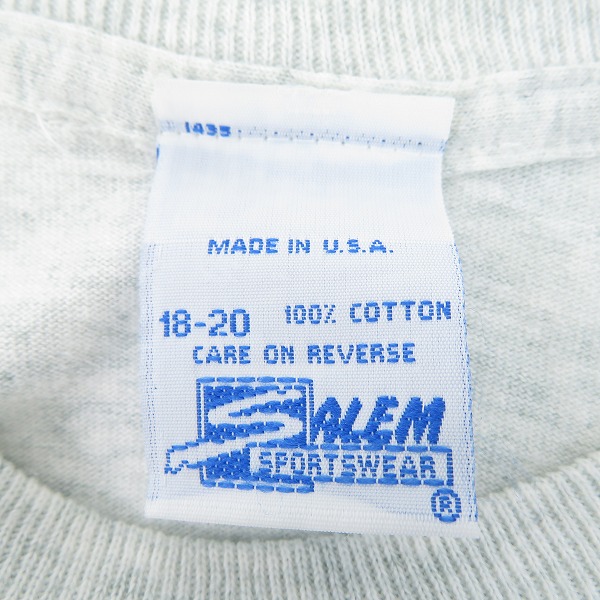 1435
MADE IN U.S.A.
18-20 100% COTTON
CARE ON REVERSE
SALEM
SPORTSWEAR
®